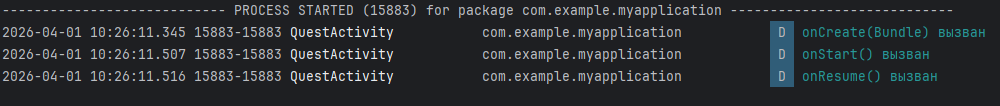 ---------------------------- PROCESS STARTED (15883) for package com.example.myapplication ----------------------------
2026-04-01 10:26:11.345 15883-15883 QuestActivity           com.example.myapplication            D  onCreate(Bundle) вызван
2026-04-01 10:26:11.507 15883-15883 QuestActivity           com.example.myapplication            D  onStart() вызван
2026-04-01 10:26:11.516 15883-15883 QuestActivity           com.example.myapplication            D  onResume() вызван